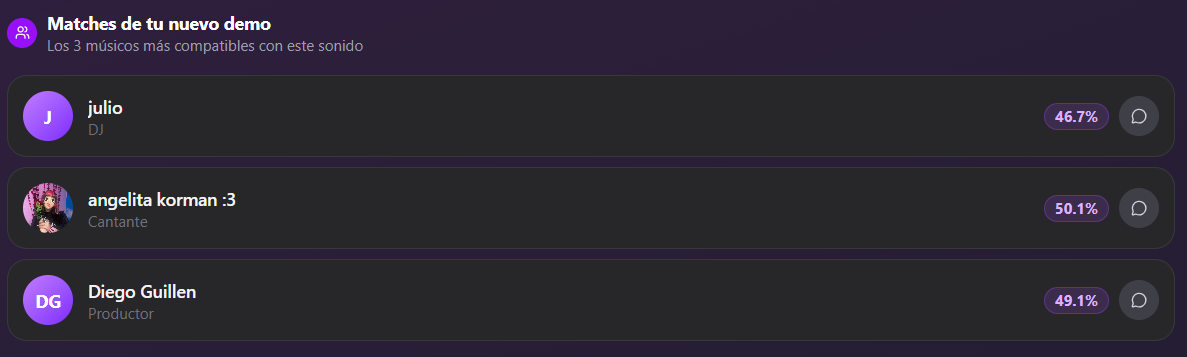 Matches de tu nuevo demo
Los 3 músicos más compatibles con este sonido
J
julio
DJ
46.7%
angelita korman :3
Cantante
50.1%
DG
Diego Guillen
Productor
49.1%